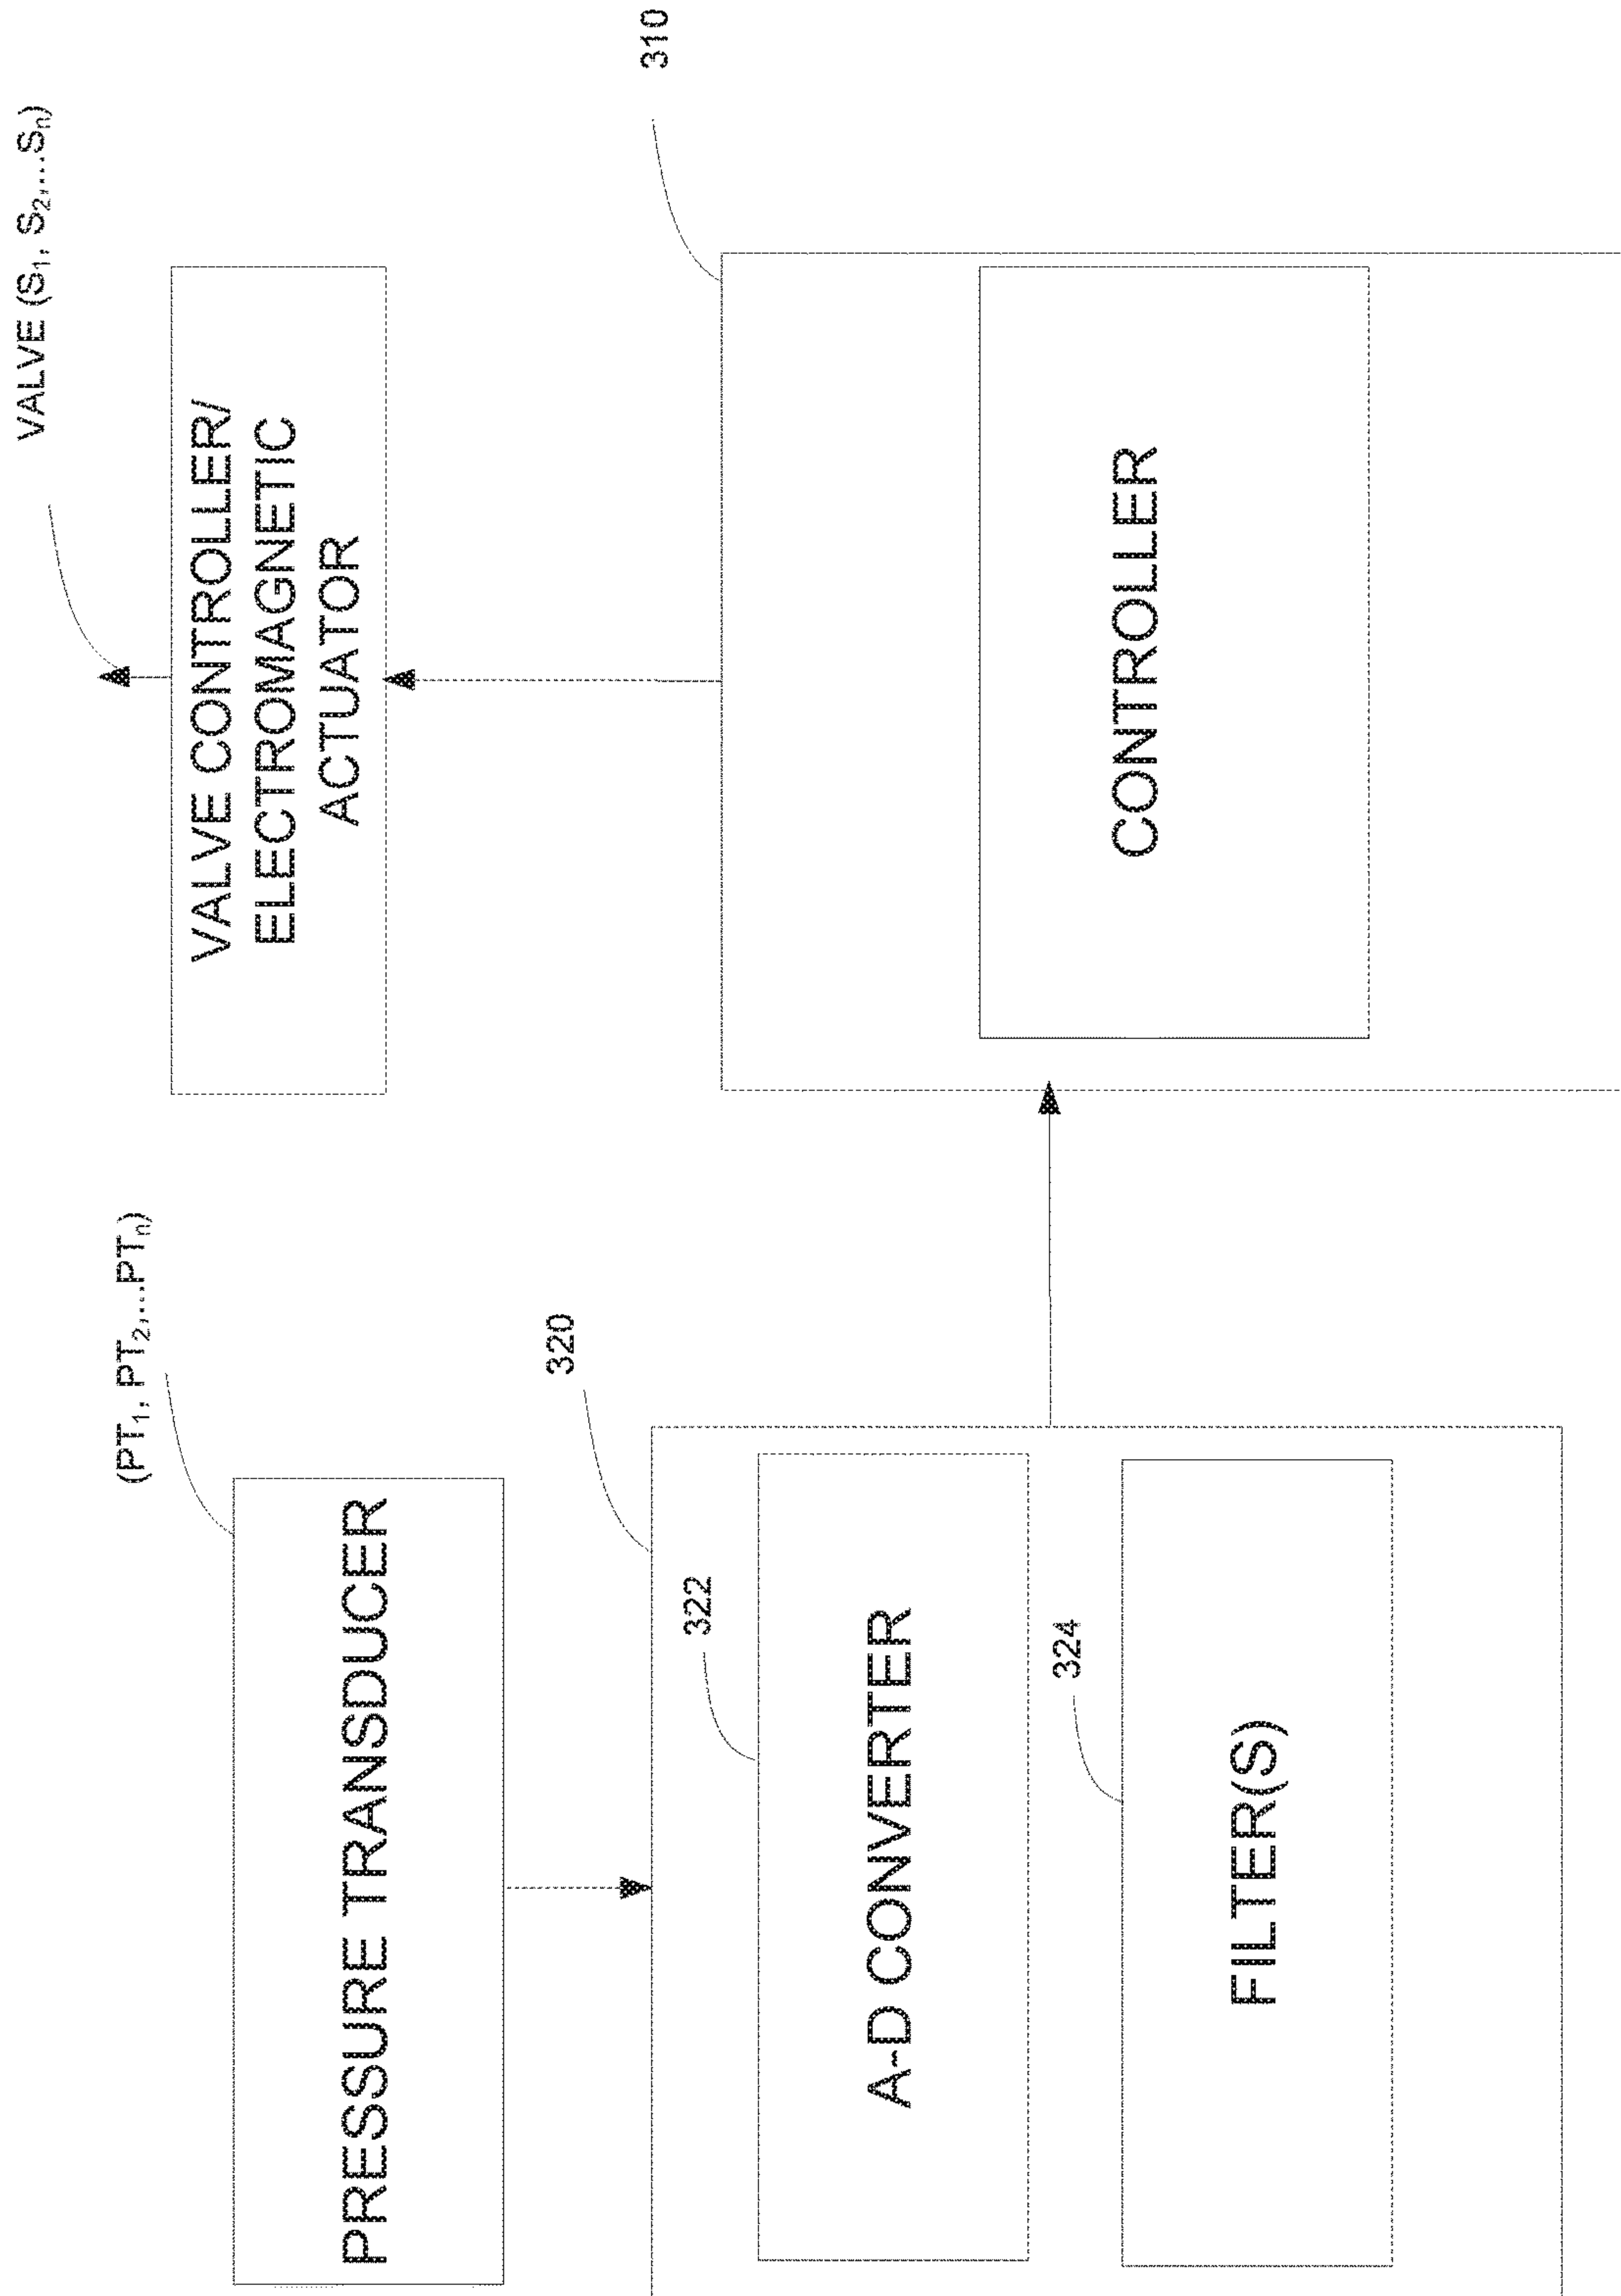 (PT₁, PT₂,...PTₙ)
PRESSURE TRANSDUCER
320
322
A-D CONVERTER
324
FILTER(S)
VALVE (S₁, S₂,...Sₙ)
VALVE CONTROLLER/
ELECTROMAGNETIC
ACTUATOR
310
CONTROLLER